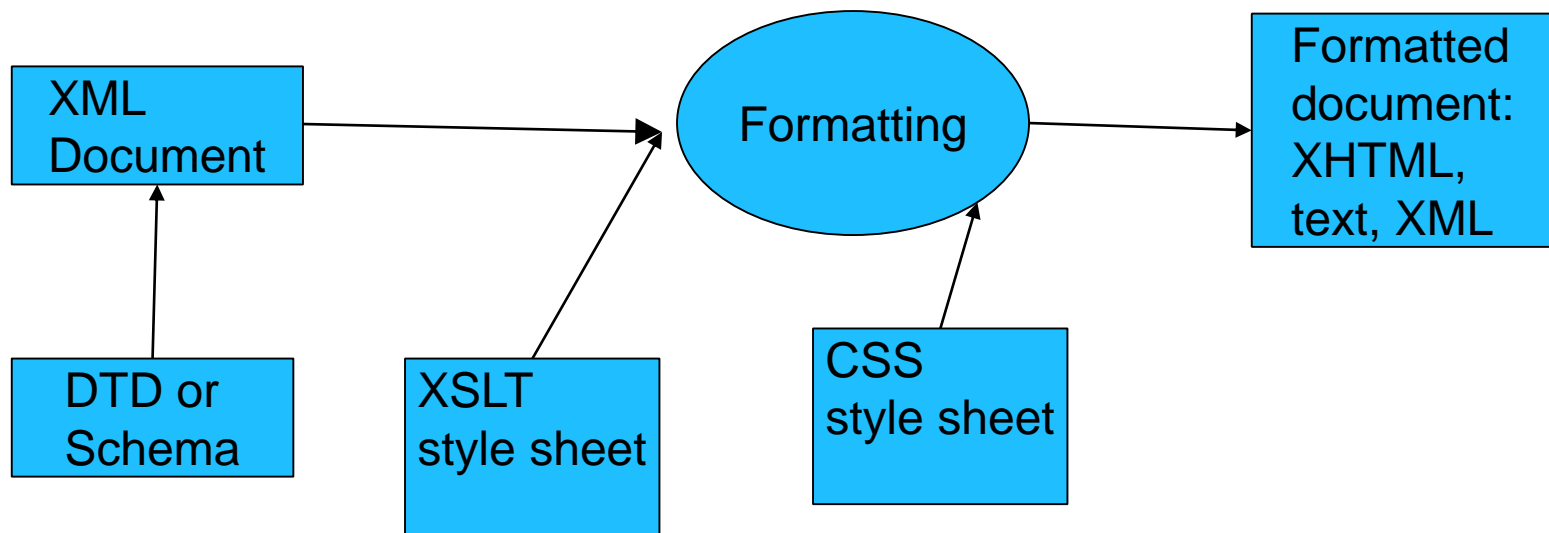 XML
Document
Formatting
Formatted
document:
XHTML,
text, XML
DTD or
Schema
XSLT
style sheet
CSS
style sheet